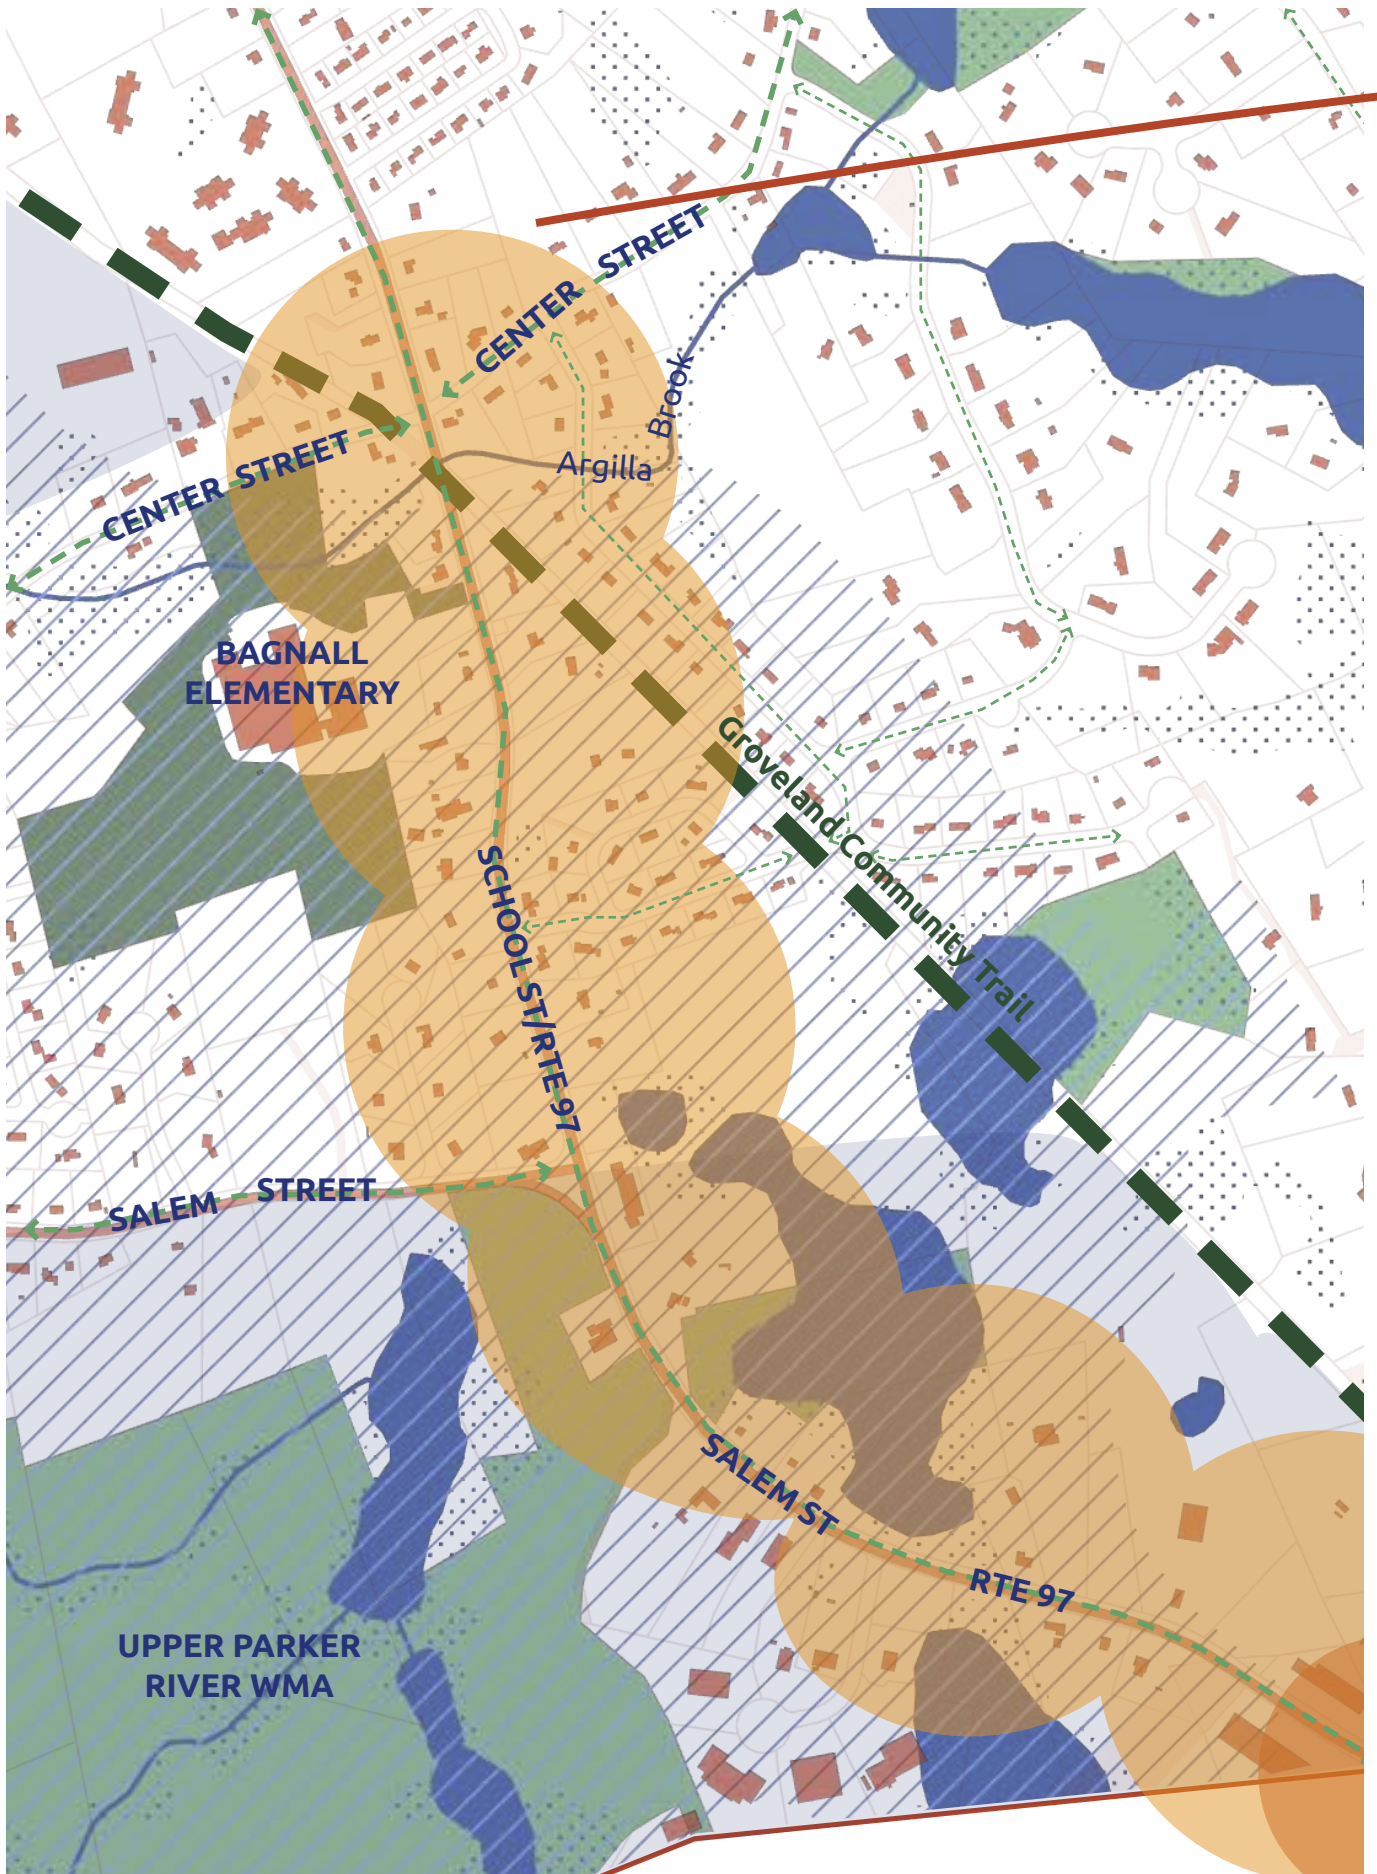 CENTER STREET
Brook
Argilla
CENTER STREET
BAGNALL
ELEMENTARY
Groveland Community Trail
SCHOOL ST/RTE 97
SALEM STREET
SALEM ST
RTE 97
UPPER PARKER
RIVER WMA